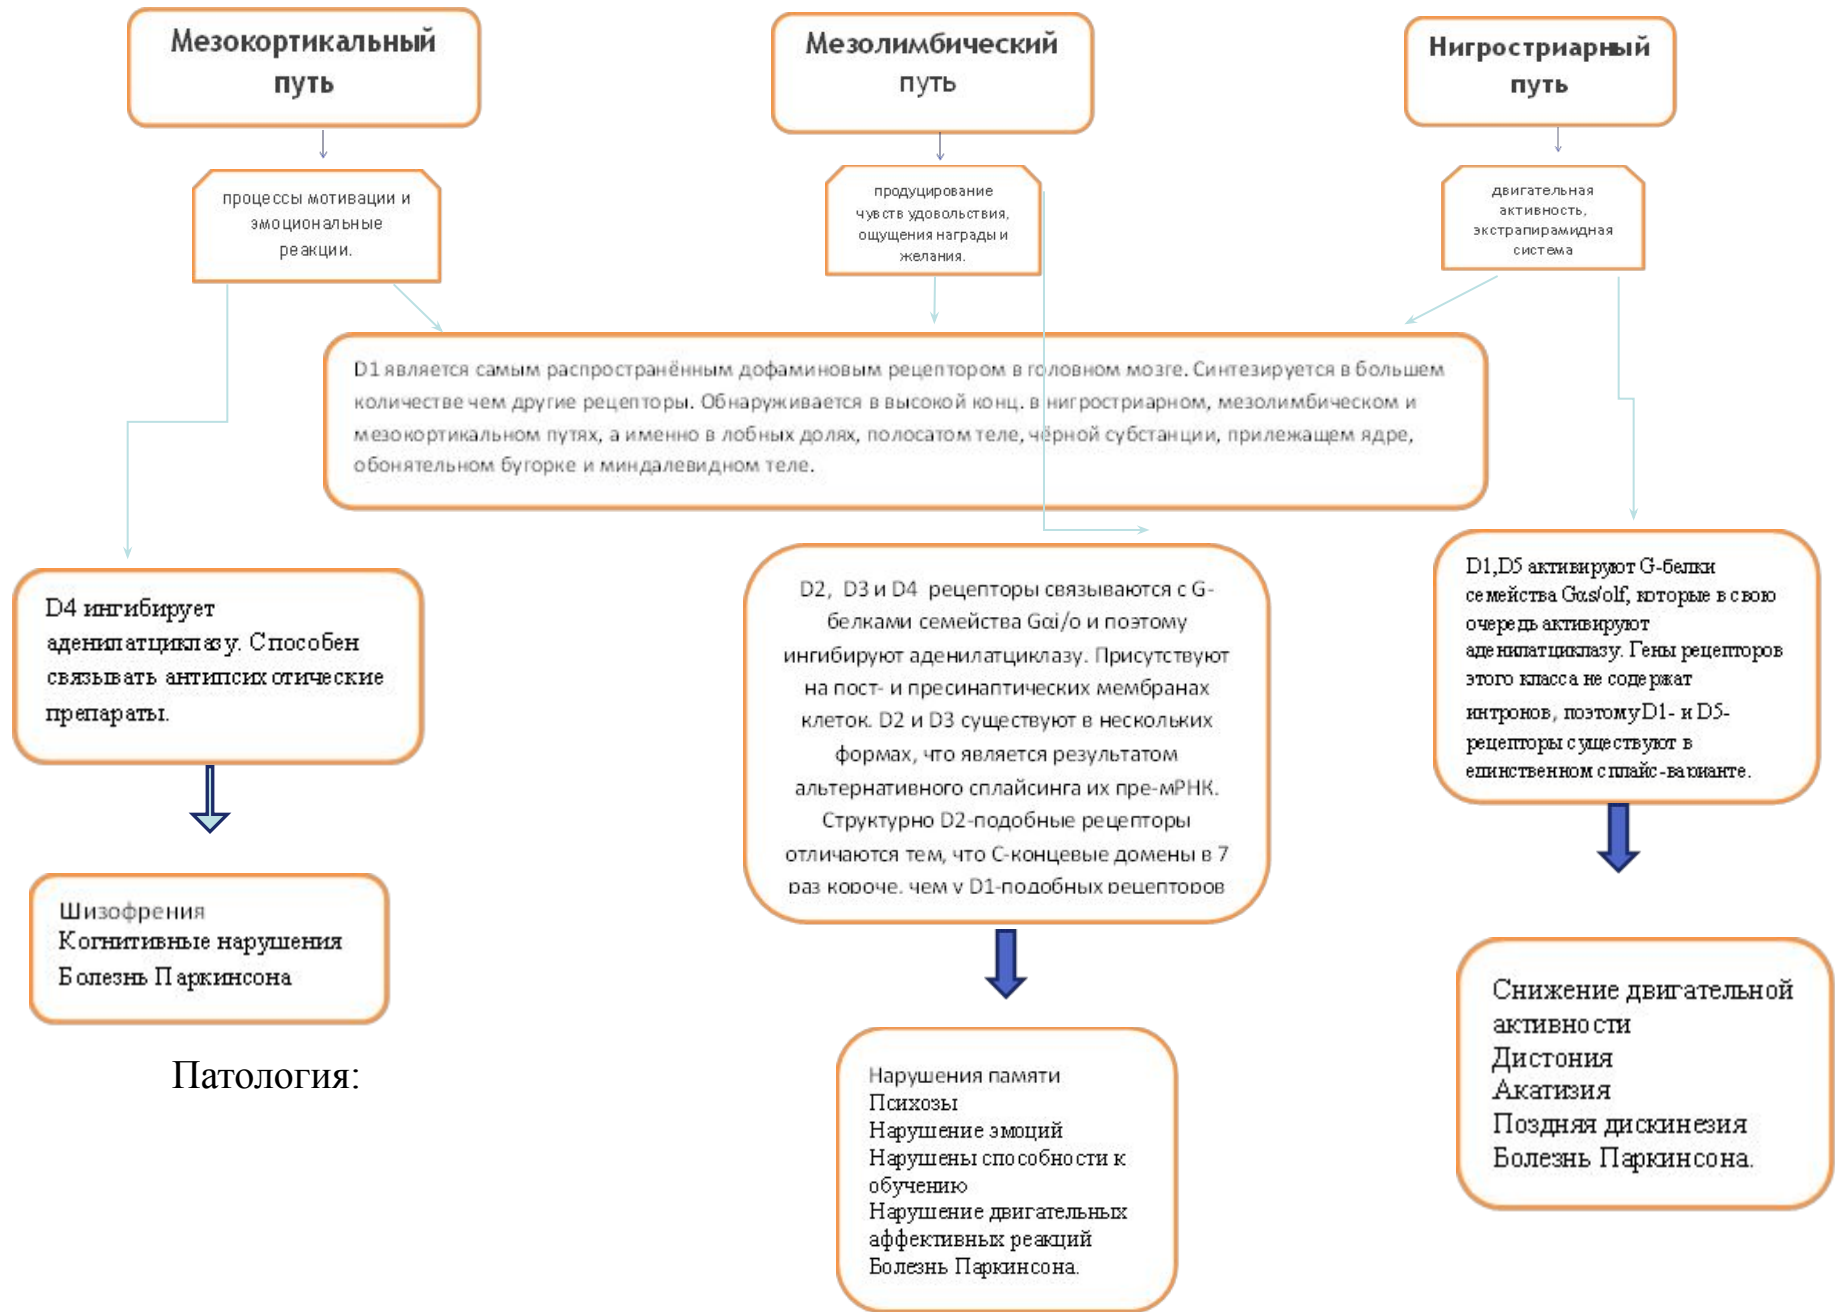 Мезокортикальный
путь
Мезолимбический
путь
Нигростриарный
путь
процессы мотивации и
эмоциональные
реакции.
продуцирование
чувств удовольствия,
ощущения награды и
желания.
двигательная
активность,
экстрапирамидная
система
D1 является самым распространённым дофаминовым рецептором в головном мозге. Синтезируется в большем
количестве чем другие рецепторы. Обнаруживается в высокой конц. в нигростриарном, мезолимбическом и
мезокортикальном путях, а именно в лобных долях, полосатом теле, чёрной субстанции, прилежащем ядре,
обонятельном бугорке и миндалевидном теле.
D4 ингибирует
аденилатциклазу. Способен
связывать антипсихотические
препараты.
D2, D3 и D4 рецепторы связываются с G-
белками семейства Gαi/o и поэтому
ингибируют аденилатциклазу. Присутствуют
на пост- и пресинаптических мембранах
клеток. D2 и D3 существуют в нескольких
формах, что является результатом
альтернативного сплайсинга их пре-мРНК.
Структурно D2-подобные рецепторы
отличаются тем, что C-концевые домены в 7
раз короче, чем у D1-подобных рецепторов
D1,D5 активируют G-белки
семейства Gαs/olf, которые в свою
очередь активируют
аденилатциклазу. Гены рецепторов
этого класса не содержат
интронов, поэтому D1- и D5-
рецепторы существуют в
единственном сплайс-варианте.
Шизофрения
Когнитивные нарушения
Болезнь Паркинсона
Патология:
Нарушения памяти
Психозы
Нарушение эмоций
Нарушены способности к
обучению
Нарушение двигательных
аффективных реакций
Болезнь Паркинсона.
Снижение двигательной
активности
Дистония
Акатизия
Поздняя дискинезия
Болезнь Паркинсона.